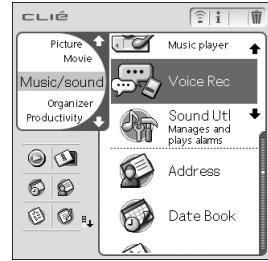 CLIÉ
i
Picture
Movie
Music/sound
Organizer
Productivity
Music player
Voice Rec
Sound Utl
Manages and
plays alarms
Address
Date Book